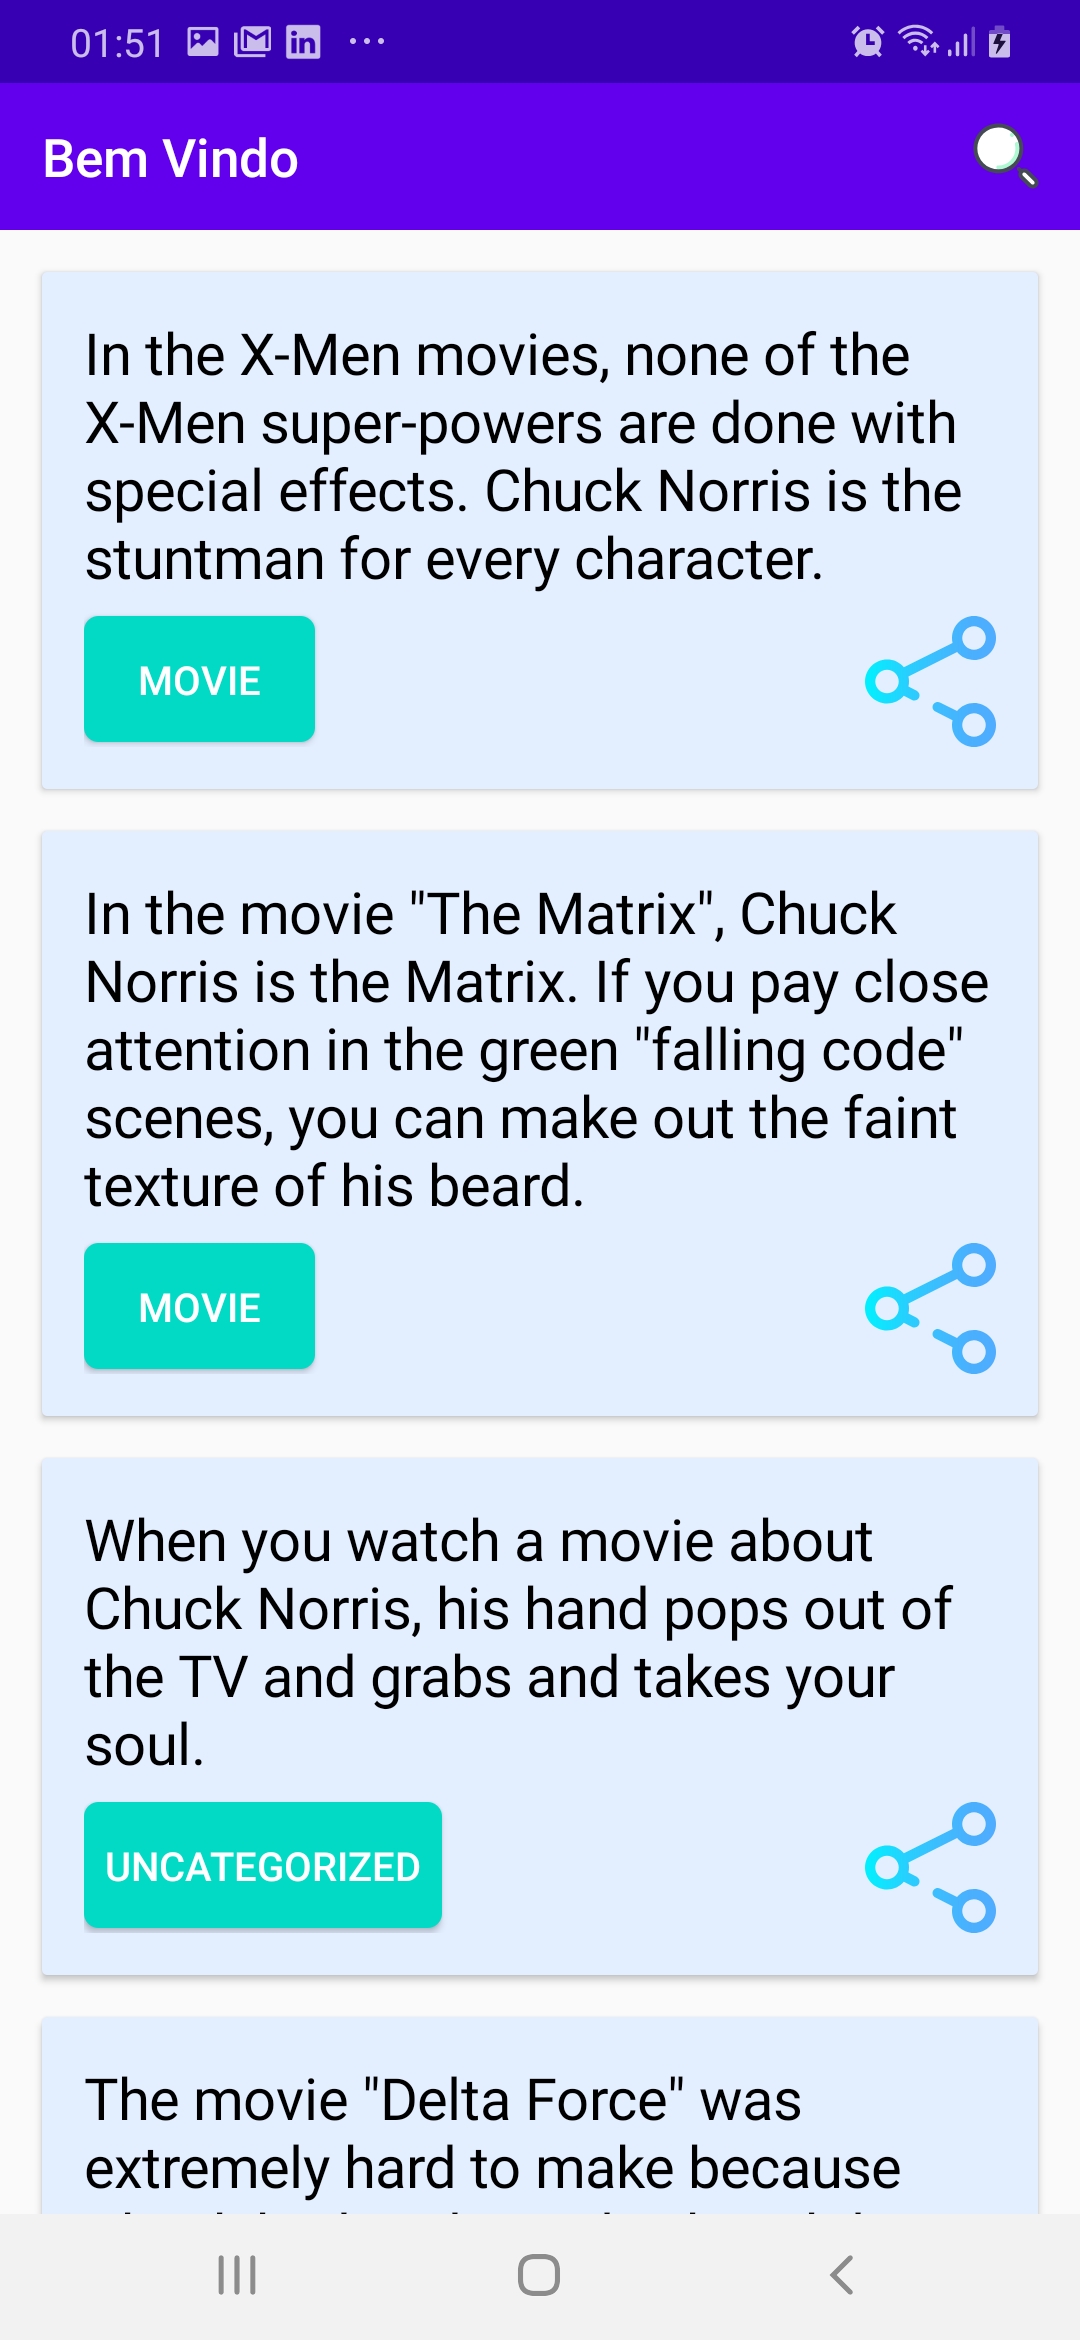 01:51
Bem Vindo
In the X-Men movies, none of the
X-Men super-powers are done with
special effects. Chuck Norris is the
stuntman for every character.
MOVIE
In the movie "The Matrix", Chuck
Norris is the Matrix. If you pay close
attention in the green "falling code"
scenes, you can make out the faint
texture of his beard.
MOVIE
When you watch a movie about
Chuck Norris, his hand pops out of
the TV and grabs and takes your
soul.
UNCATEGORIZED
The movie "Delta Force" was
extremely hard to make because